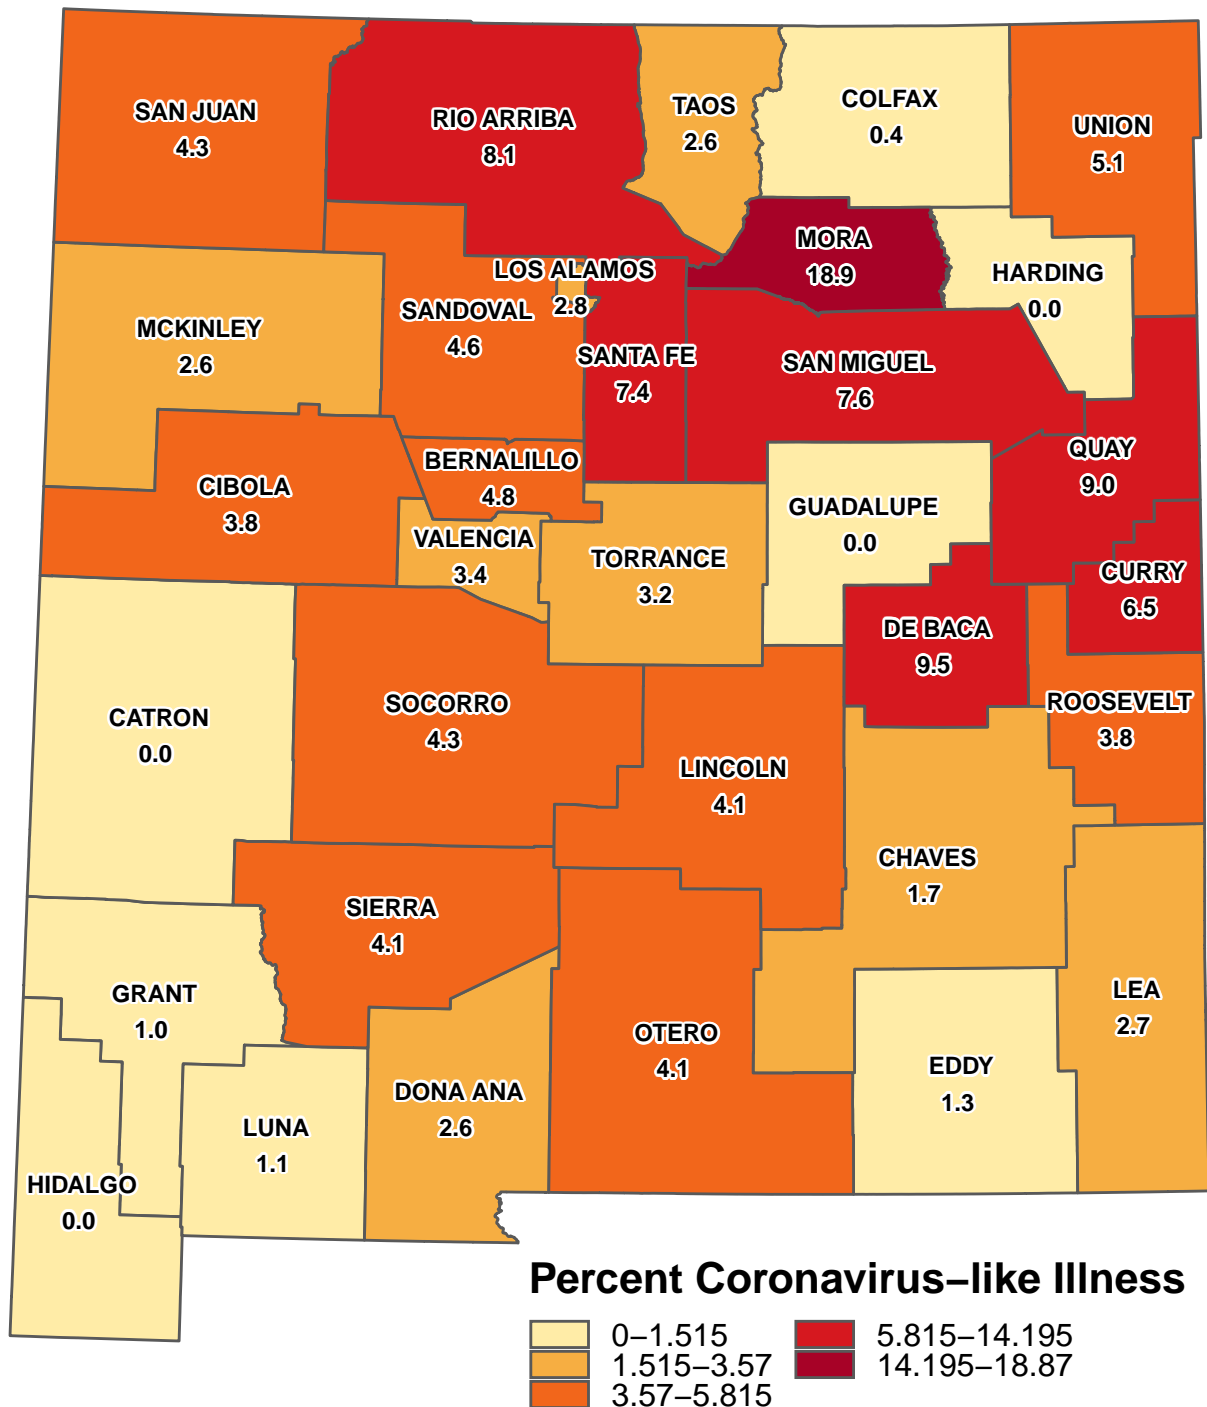 SAN JUAN
4.3
RIO ARRIBA
8.1
TAOS
2.6
COLFAX
0.4
UNION
5.1
MORA
18.9
HARDING
0.0
LOS ALAMOS
2.8
SANDOVAL
4.6
MCKINLEY
2.6
SANTA FE
7.4
SAN MIGUEL
7.6
QUAY
9.0
BERNALILLO
4.8
CIBOLA
3.8
GUADALUPE
0.0
VALENCIA
3.4
TORRANCE
3.2
CURRY
6.5
DE BACA
9.5
CATRON
0.0
SOCORRO
4.3
ROOSEVELT
3.8
LINCOLN
4.1
CHAVES
1.7
SIERRA
4.1
GRANT
1.0
LEA
2.7
OTERO
4.1
EDDY
1.3
DONA ANA
2.6
LUNA
1.1
HIDALGO
0.0
Percent Coronavirus–like Illness
0–1.515
1.515–3.57
3.57–5.815
5.815–14.195
14.195–18.87